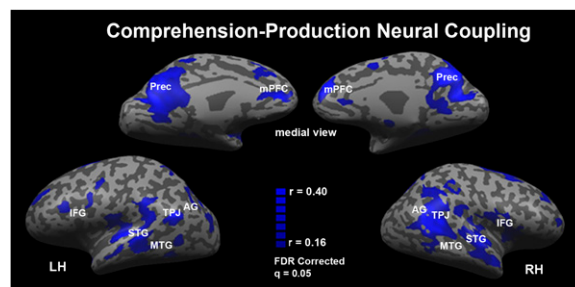 Comprehension-Production Neural Coupling
Prec
mPFC
mPFC
Prec
medial view
IFG
STG
MTG
TPJ
AG
LH
r = 0.40
r = 0.16
FDR Corrected
q = 0.05
AG
TPJ
MTG
STG
IFG
RH